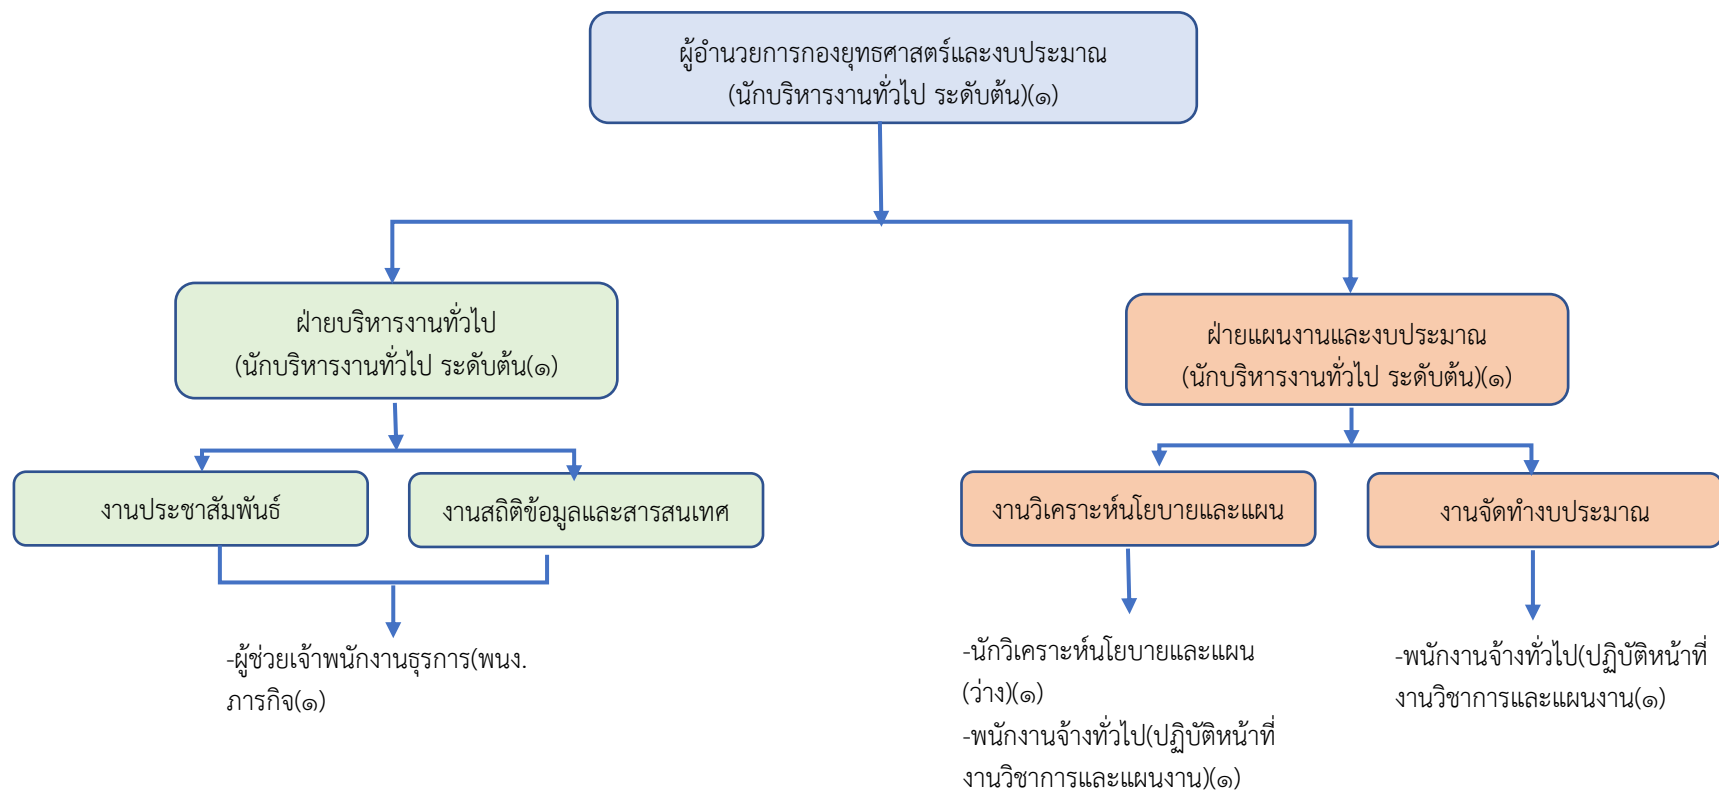 ผู้อำนวยการกองยุทธศาสตร์และงบประมาณ
(นักบริหารงานทั่วไป ระดับต้น)(๑)
ฝ่ายบริหารงานทั่วไป
(นักบริหารงานทั่วไป ระดับต้น(๑)
ฝ่ายแผนงานและงบประมาณ
(นักบริหารงานทั่วไป ระดับต้น)(๑)
งานประชาสัมพันธ์
งานสถิติข้อมูลและสารสนเทศ
งานวิเคราะห์นโยบายและแผน
งานจัดทำงบประมาณ
-ผู้ช่วยเจ้าพนักงานธุรการ(พนง.
ภารกิจ(๑)
-นักวิเคราะห์นโยบายและแผน
(ว่าง)(๑)
-พนักงานจ้างทั่วไป(ปฏิบัติหน้าที่
งานวิชาการและแผนงาน)(๑)
-พนักงานจ้างทั่วไป(ปฏิบัติหน้าที่
งานวิชาการและแผนงาน(๑)